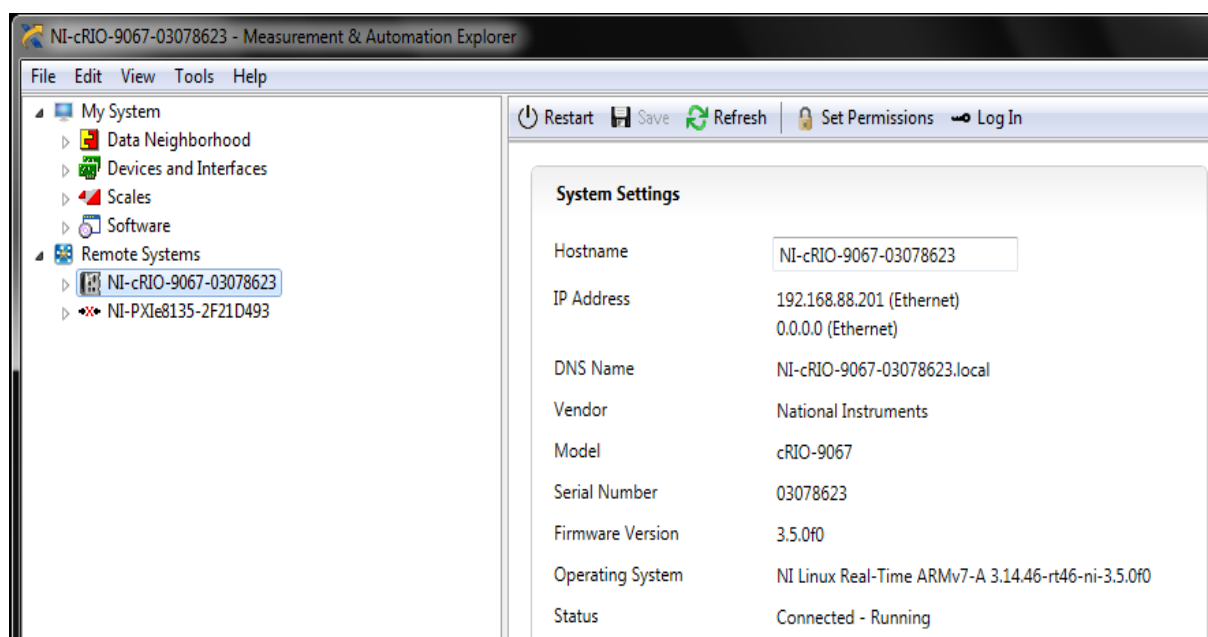 NI-cRIO-9067-03078623 - Measurement & Automation Explorer
File Edit View Tools Help
My System
Data Neighborhood
Devices and Interfaces
Scales
Software
Remote Systems
NI-cRIO-9067-03078623
NI-PXIe8135-2F21D493
Restart Save Refresh Set Permissions Log In
System Settings
Hostname NI-cRIO-9067-03078623
IP Address 192.168.88.201 (Ethernet)
0.0.0.0 (Ethernet)
DNS Name NI-cRIO-9067-03078623.local
Vendor National Instruments
Model cRIO-9067
Serial Number 03078623
Firmware Version 3.5.0f0
Operating System NI Linux Real-Time ARMv7-A 3.14.46-rt46-ni-3.5.0f0
Status Connected - Running